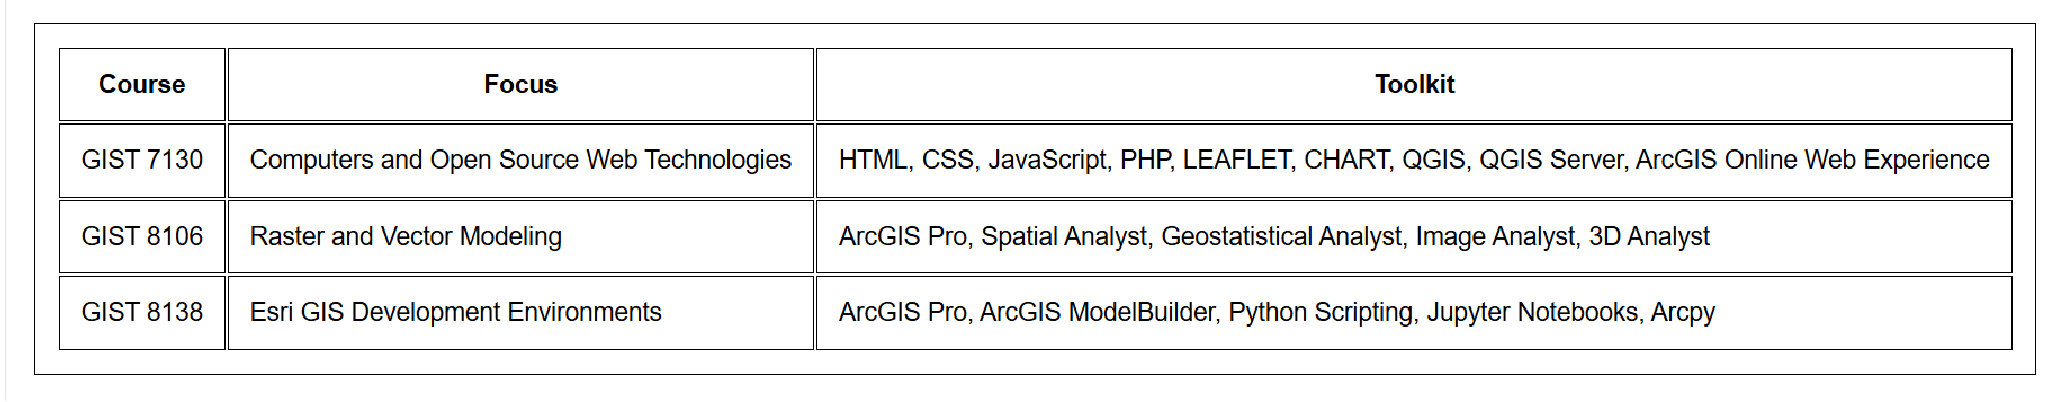 Course Focus Toolkit
GIST 7130 Computers and Open Source Web Technologies HTML, CSS, JavaScript, PHP, LEAFLET, CHART, QGIS, QGIS Server, ArcGIS Online Web Experience
GIST 8106 Raster and Vector Modeling ArcGIS Pro, Spatial Analyst, Geostatistical Analyst, Image Analyst, 3D Analyst
GIST 8138 Esri GIS Development Environments ArcGIS Pro, ArcGIS ModelBuilder, Python Scripting, Jupyter Notebooks, Arcpy